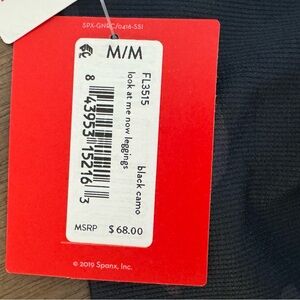 SPX-GNRC/0416-SSI
M/M
FL3515
black camo
look at me now leggings
8 43953 15216 3
MSRP $68.00
© 2019 Spanx, Inc.